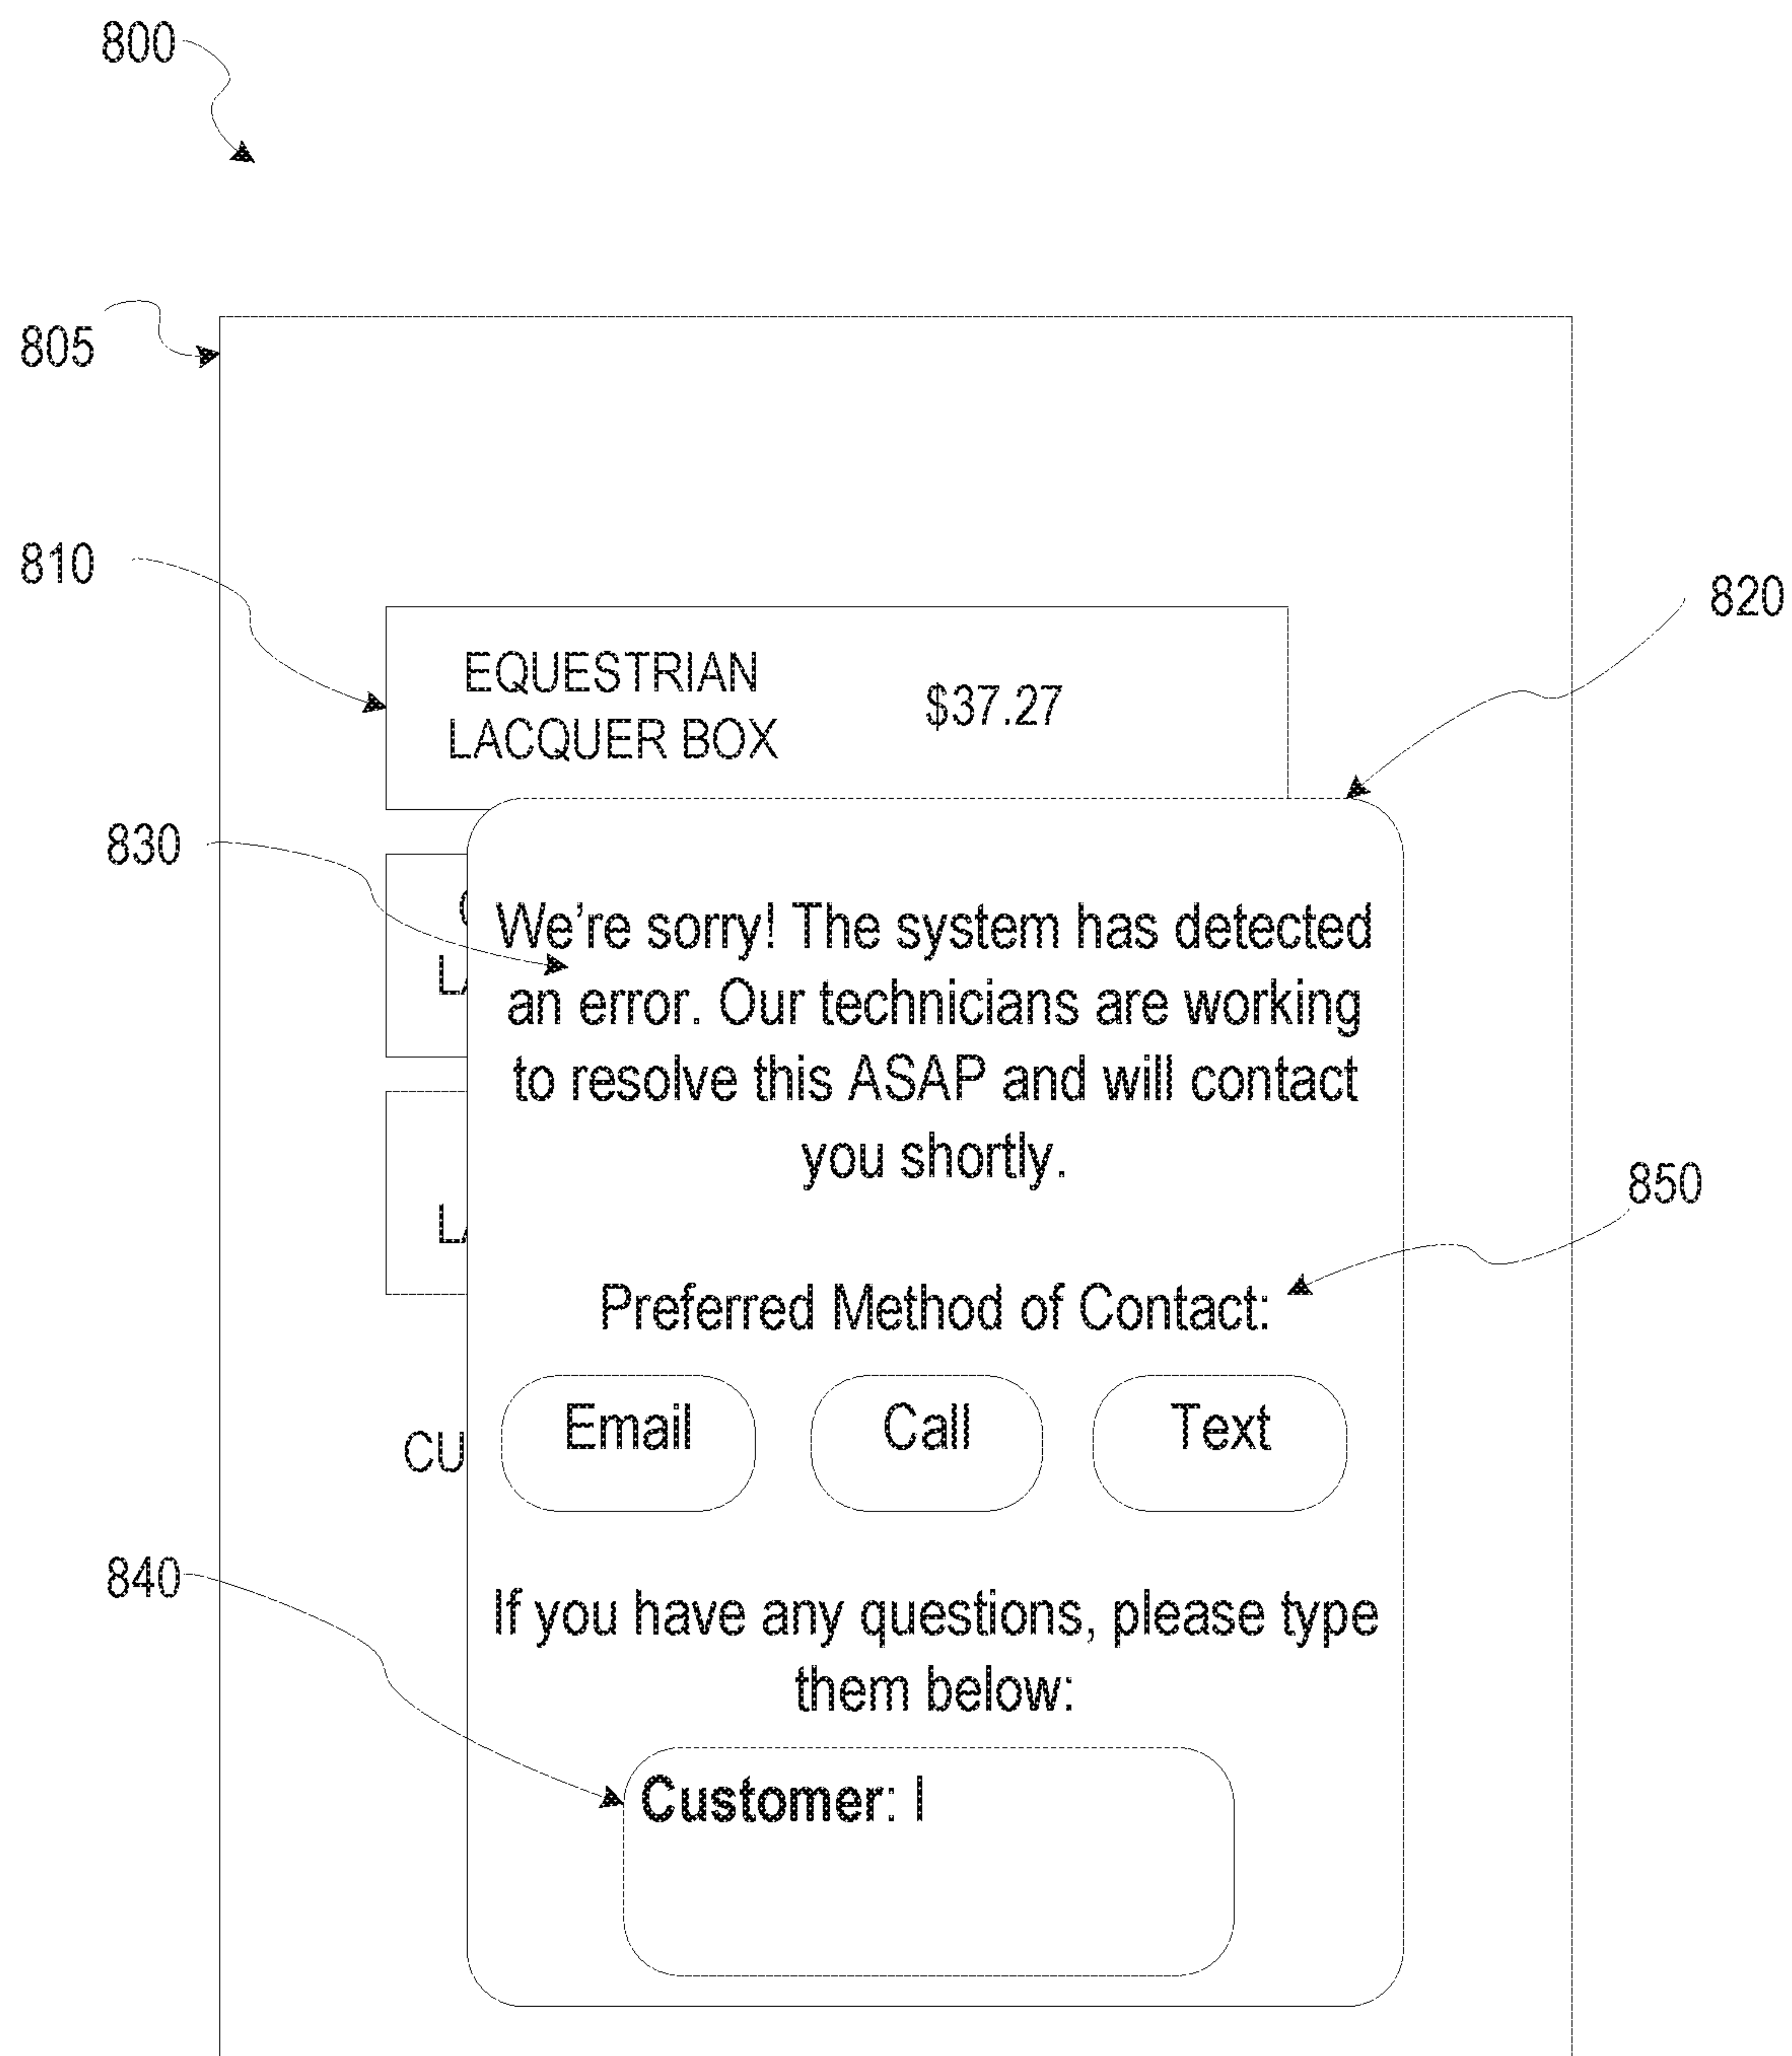 800
805
810
820
EQUESTRIAN
LACQUER BOX
$37.27
830
We're sorry! The system has detected
an error. Our technicians are working
to resolve this ASAP and will contact
you shortly.
850
Preferred Method of Contact:
Email Call Text
CU
840
If you have any questions, please type
them below:
Customer: I